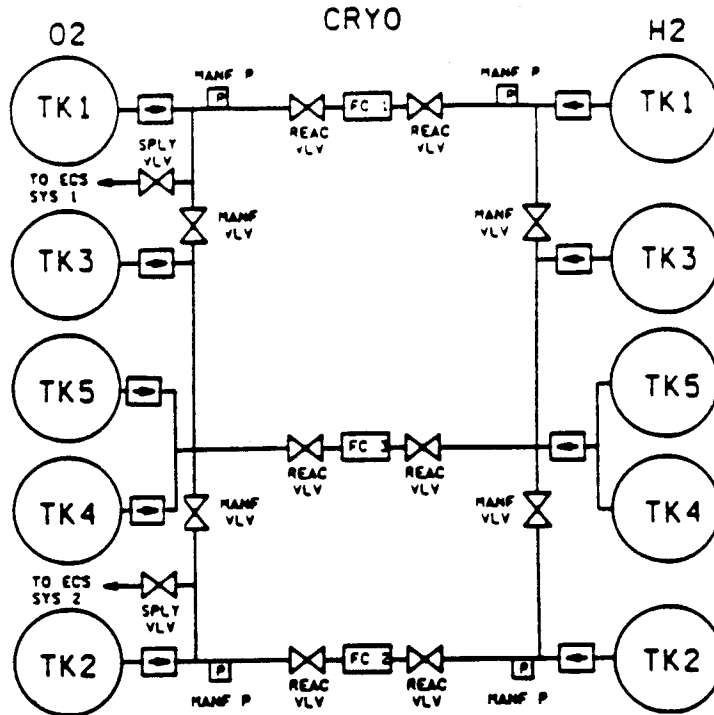 CRYO
O2
H2
MANF P
MANF P
TK1
P
FC 1
P
TK1
REAC
VLV
REAC
VLV
SPLY
VLV
TO ECS
SYS 1
MANF
VLV
MANF
VLV
TK3
TK3
TK5
TK5
FC 3
REAC
VLV
REAC
VLV
TK4
MANF
VLV
MANF
VLV
TK4
TO ECS
SYS 2
SPLY
VLV
TK2
P
FC 2
P
TK2
MANF P
REAC
VLV
REAC
VLV
MANF P